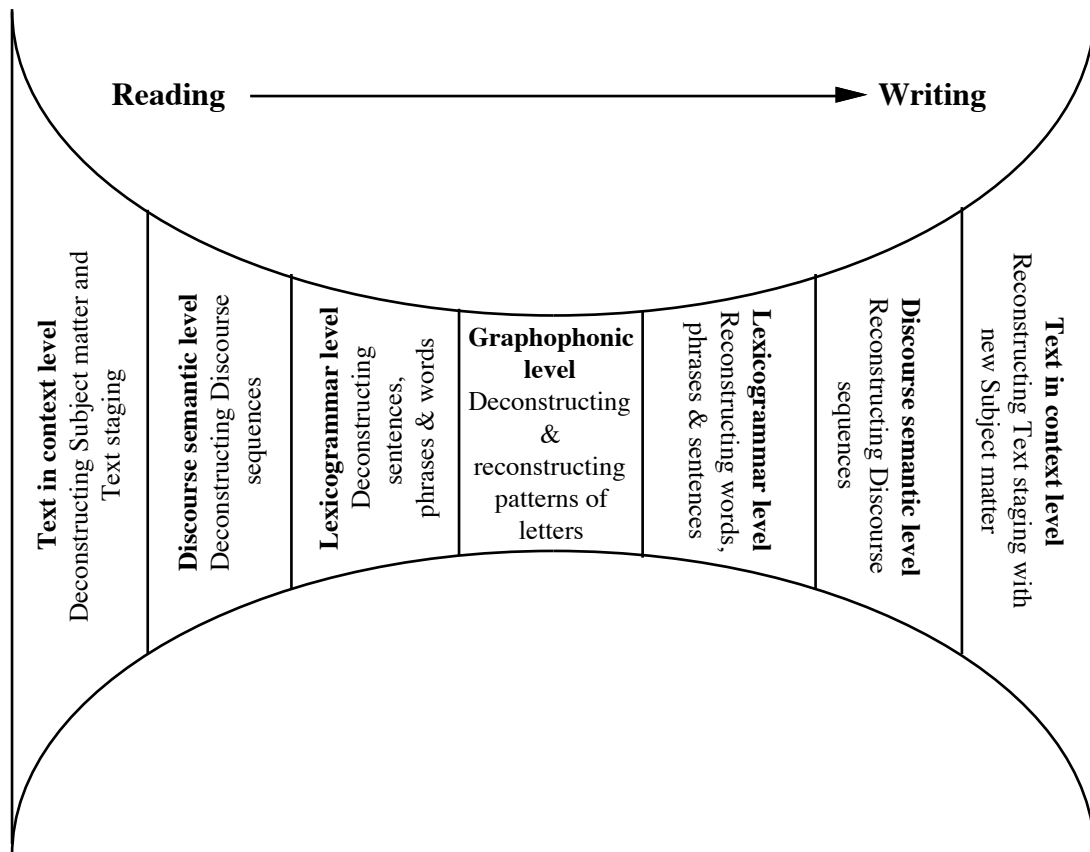 Reading
Writing
Text in context level
Deconstructing Subject matter and
Text staging
Discourse semantic level
Deconstructing Discourse
sequences
Lexicogrammar level
Deconstructing
sentences,
phrases & words
Graphophonic
level
Deconstructing
&
reconstructing
patterns of
letters
Lexicogrammar level
Reconstructing words,
phrases & sentences
Discourse semantic level
Reconstructing Discourse
sequences
Text in context level
Reconstructing Text staging with
new Subject matter